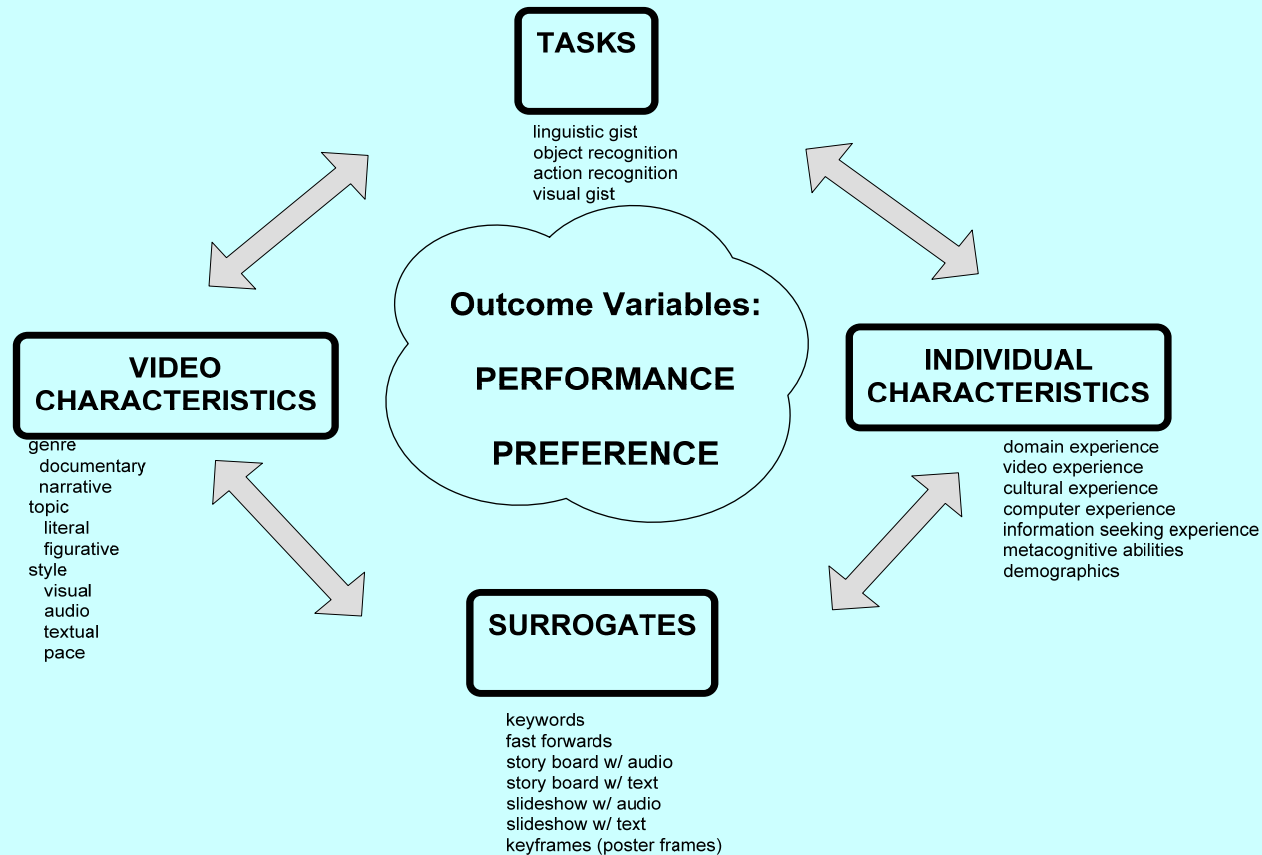 TASKS
linguistic gist
object recognition
action recognition
visual gist
Outcome Variables:
PERFORMANCE
PREFERENCE
VIDEO
CHARACTERISTICS
genre
documentary
narrative
topic
literal
figurative
style
visual
audio
textual
pace
INDIVIDUAL
CHARACTERISTICS
domain experience
video experience
cultural experience
computer experience
information seeking experience
metacognitive abilities
demographics
SURROGATES
keywords
fast forwards
story board w/ audio
story board w/ text
slideshow w/ audio
slideshow w/ text
keyframes (poster frames)